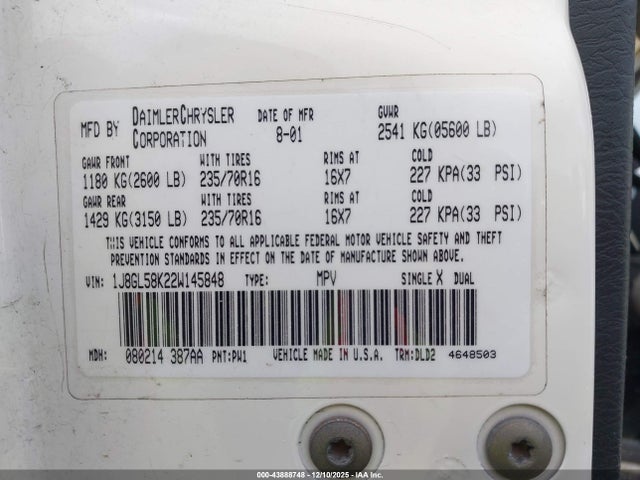 MFD BY DAIMLERCHRYSLER CORPORATION DATE OF MFR 8-01 GVWR 2541 KG(05600 LB)
GAWR FRONT WITH TIRES RIMS AT COLD
1180 KG(2600 LB) 235/70R16 16X7 227 KPA(33 PSI)
GAWR REAR WITH TIRES RIMS AT COLD
1429 KG(3150 LB) 235/70R16 16X7 227 KPA(33 PSI)
THIS VEHICLE CONFORMS TO ALL APPLICABLE FEDERAL MOTOR VEHICLE SAFETY AND THEFT
PREVENTION STANDARDS IN EFFECT ON THE DATE OF MANUFACTURE SHOWN ABOVE.
VIN: 1J8GL58K22W145848 TYPE: MPV SINGLE X DUAL
MDH: 080214 387AA PNT:PW1 VEHICLE MADE IN U.S.A. TRM:DLD2 4648503
000-43888748 - 12/10/2025 - IAAI.COM